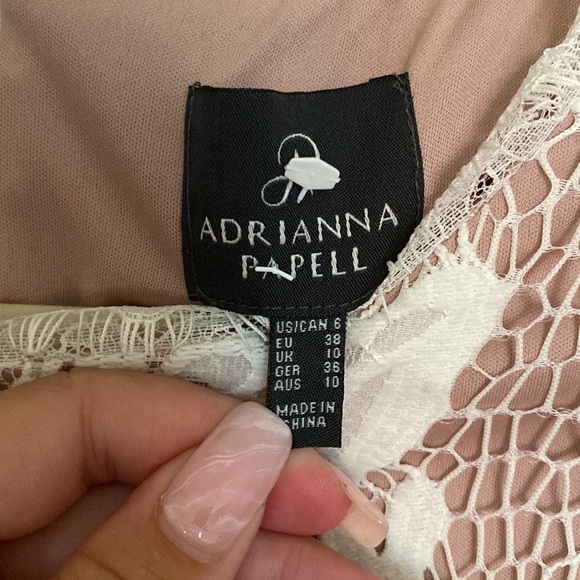 ADRIANNA
PAPELL
US/CAN 6
EU 38
UK 10
GER 36
AUS 10
MADE IN
CHINA